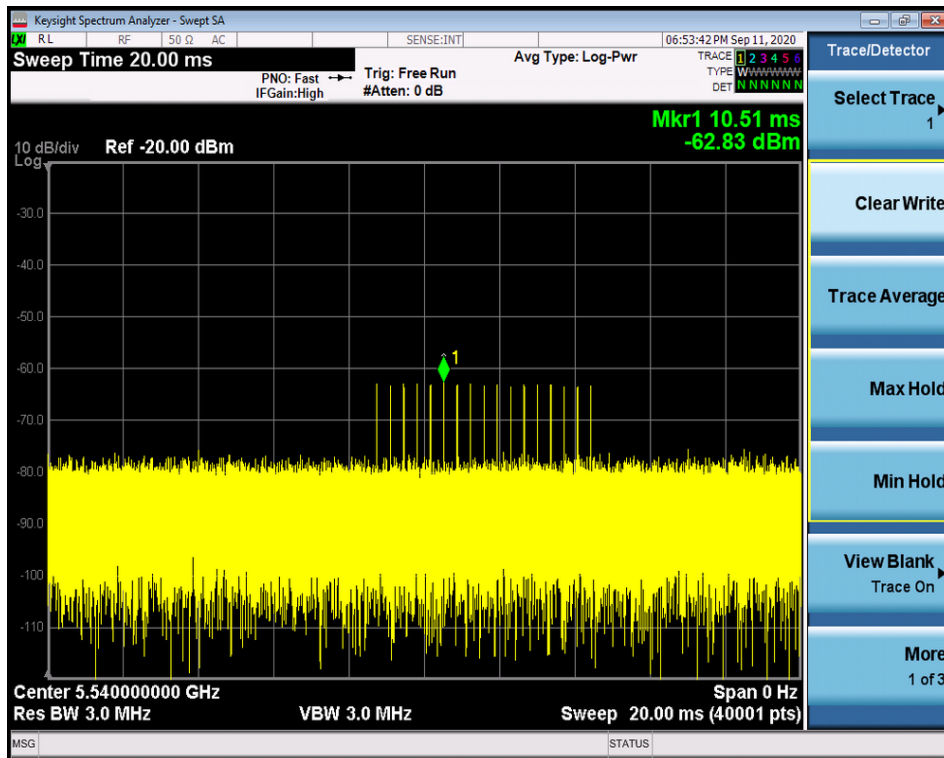 Keysight Spectrum Analyzer - Swept SA
LXI RL RF 50 Ω AC SENSE:INT 06:53:42 PM Sep 11, 2020
Sweep Time 20.00 ms
PNO: Fast
IFGain:High
Trig: Free Run
#Atten: 0 dB
Avg Type: Log-Pwr
TRACE 1 2 3 4 5 6
TYPE WWWWWW
DET N N N N N N
Mkr1 10.51 ms
-62.83 dBm
10 dB/div Ref -20.00 dBm
Log
-30.0
-40.0
-50.0
-60.0
-70.0
-80.0
-90.0
-100
-110
1
Center 5.540000000 GHz Span 0 Hz
Res BW 3.0 MHz VBW 3.0 MHz Sweep 20.00 ms (40001 pts)
MSG STATUS
Trace/Detector
Select Trace
1
Clear Write
Trace Average
Max Hold
Min Hold
View Blank
Trace On
More
1 of 3